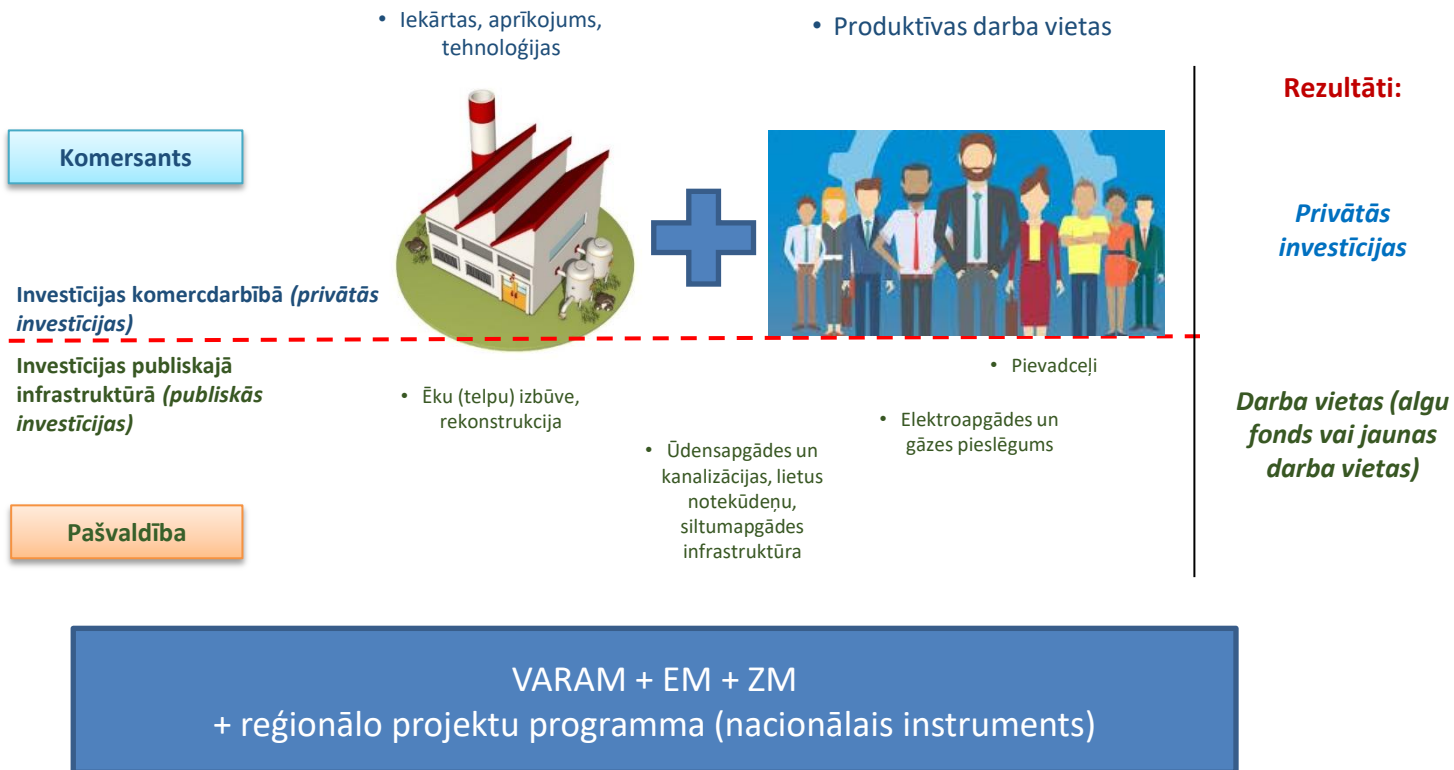 • Iekārtas, aprīkojums,
tehnoloģijas
• Produktīvas darba vietas
Rezultāti:
Komersants
Privātās
investīcijas
Investīcijas komercdarbībā (privātās
investīcijas)
Investīcijas publiskajā
infrastruktūrā (publiskās
investīcijas)
• Ēku (telpu) izbūve,
rekonstrukcija
• Ūdensapgādes un
kanalizācijas, lietus
notekūdeņu,
siltumapgādes
infrastruktūra
• Elektroapgādes un
gāzes pieslēgums
• Pievadceļi
Darba vietas (algu
fonds vai jaunas
darba vietas)
Pašvaldība
VARAM + EM + ZM
+ reģionālo projektu programma (nacionālais instruments)